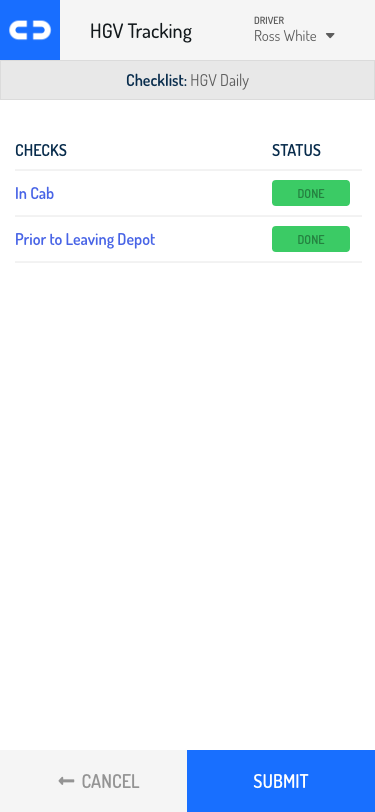 HGV Tracking
DRIVER
Ross White
Checklist: HGV Daily
CHECKS STATUS
In Cab DONE
Prior to Leaving Depot DONE
CANCEL SUBMIT